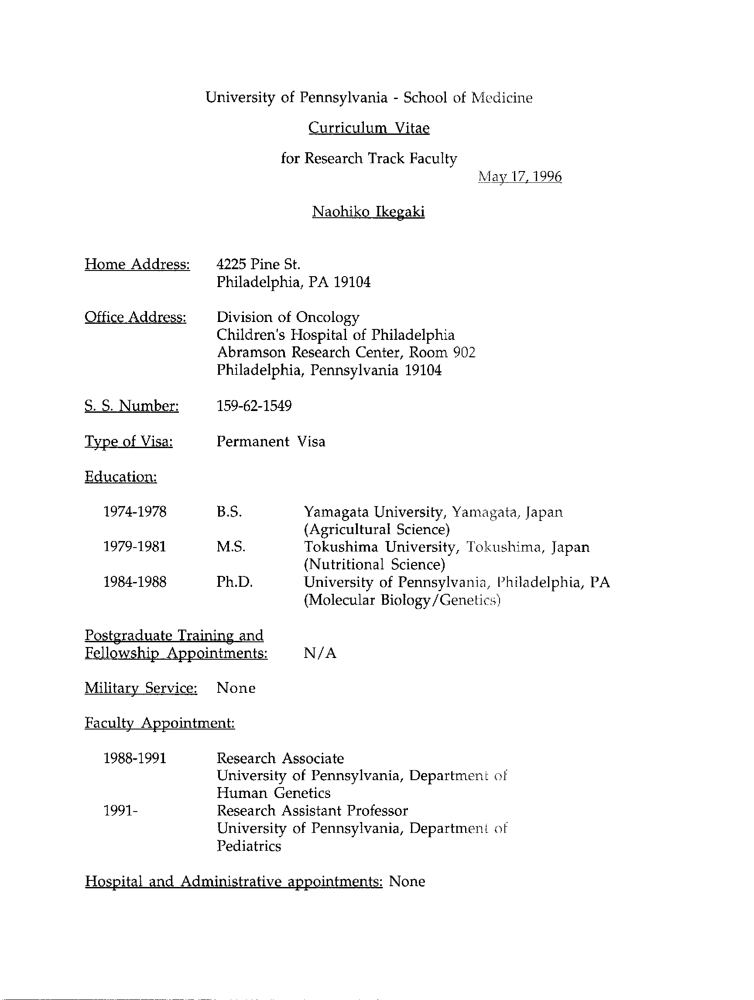 University of Pennsylvania - School of Medicine
Curriculum Vitae
for Research Track Faculty
May 17, 1996
Naohiko Ikegaki
Home Address: 4225 Pine St.
Philadelphia, PA 19104
Office Address: Division of Oncology
Children's Hospital of Philadelphia
Abramson Research Center, Room 902
Philadelphia, Pennsylvania 19104
S. S. Number: 159-62-1549
Type of Visa: Permanent Visa
Education:
1974-1978 B.S. Yamagata University, Yamagata, Japan
(Agricultural Science)
1979-1981 M.S. Tokushima University, Tokushima, Japan
(Nutritional Science)
1984-1988 Ph.D. University of Pennsylvania, Philadelphia, PA
(Molecular Biology/Genetics)
Postgraduate Training and
Fellowship Appointments: N/A
Military Service: None
Faculty Appointment:
1988-1991 Research Associate
University of Pennsylvania, Department of
Human Genetics
1991- Research Assistant Professor
University of Pennsylvania, Department of
Pediatrics
Hospital and Administrative appointments: None